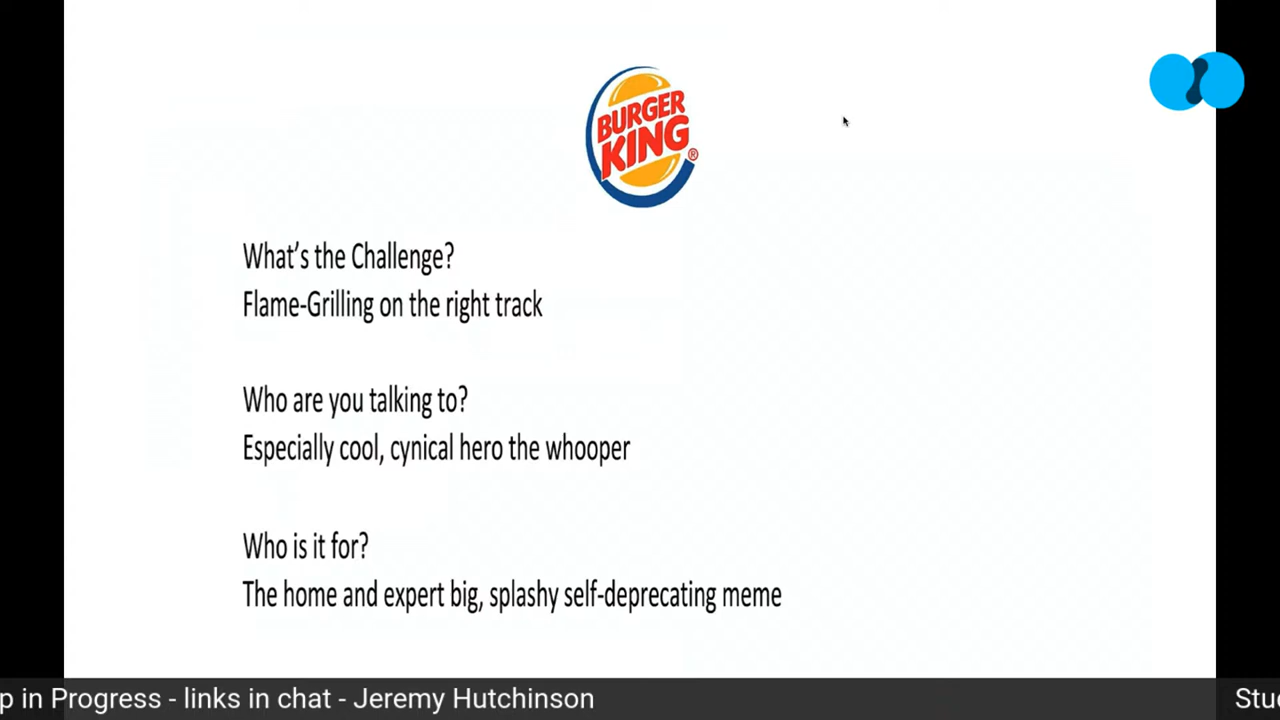 BURGER
KING
®
What's the Challenge?
Flame-Grilling on the right track
Who are you talking to?
Especially cool, cynical hero the whooper
Who is it for?
The home and expert big, splashy self-deprecating meme
p in Progress - links in chat - Jeremy Hutchinson